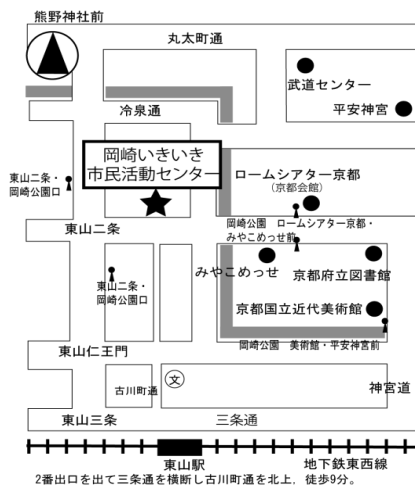 熊野神社前
丸太町通
武道センター
平安神宮
冷泉通
岡崎いきいき
市民活動センター
東山二条・
岡崎公園口
ロームシアター京都
(京都会館)
岡崎公園 ロームシアター京都・
みやこめっせ前
東山二条
みやこめっせ
京都府立図書館
東山二条・
岡崎公園口
京都国立近代美術館
岡崎公園 美術館・平安神宮前
東山仁王門
古川町通
文
神宮道
東山三条
三条通
東山駅
地下鉄東西線
2番出口を出て三条通を横断し古川町通を北上, 徒歩9分。